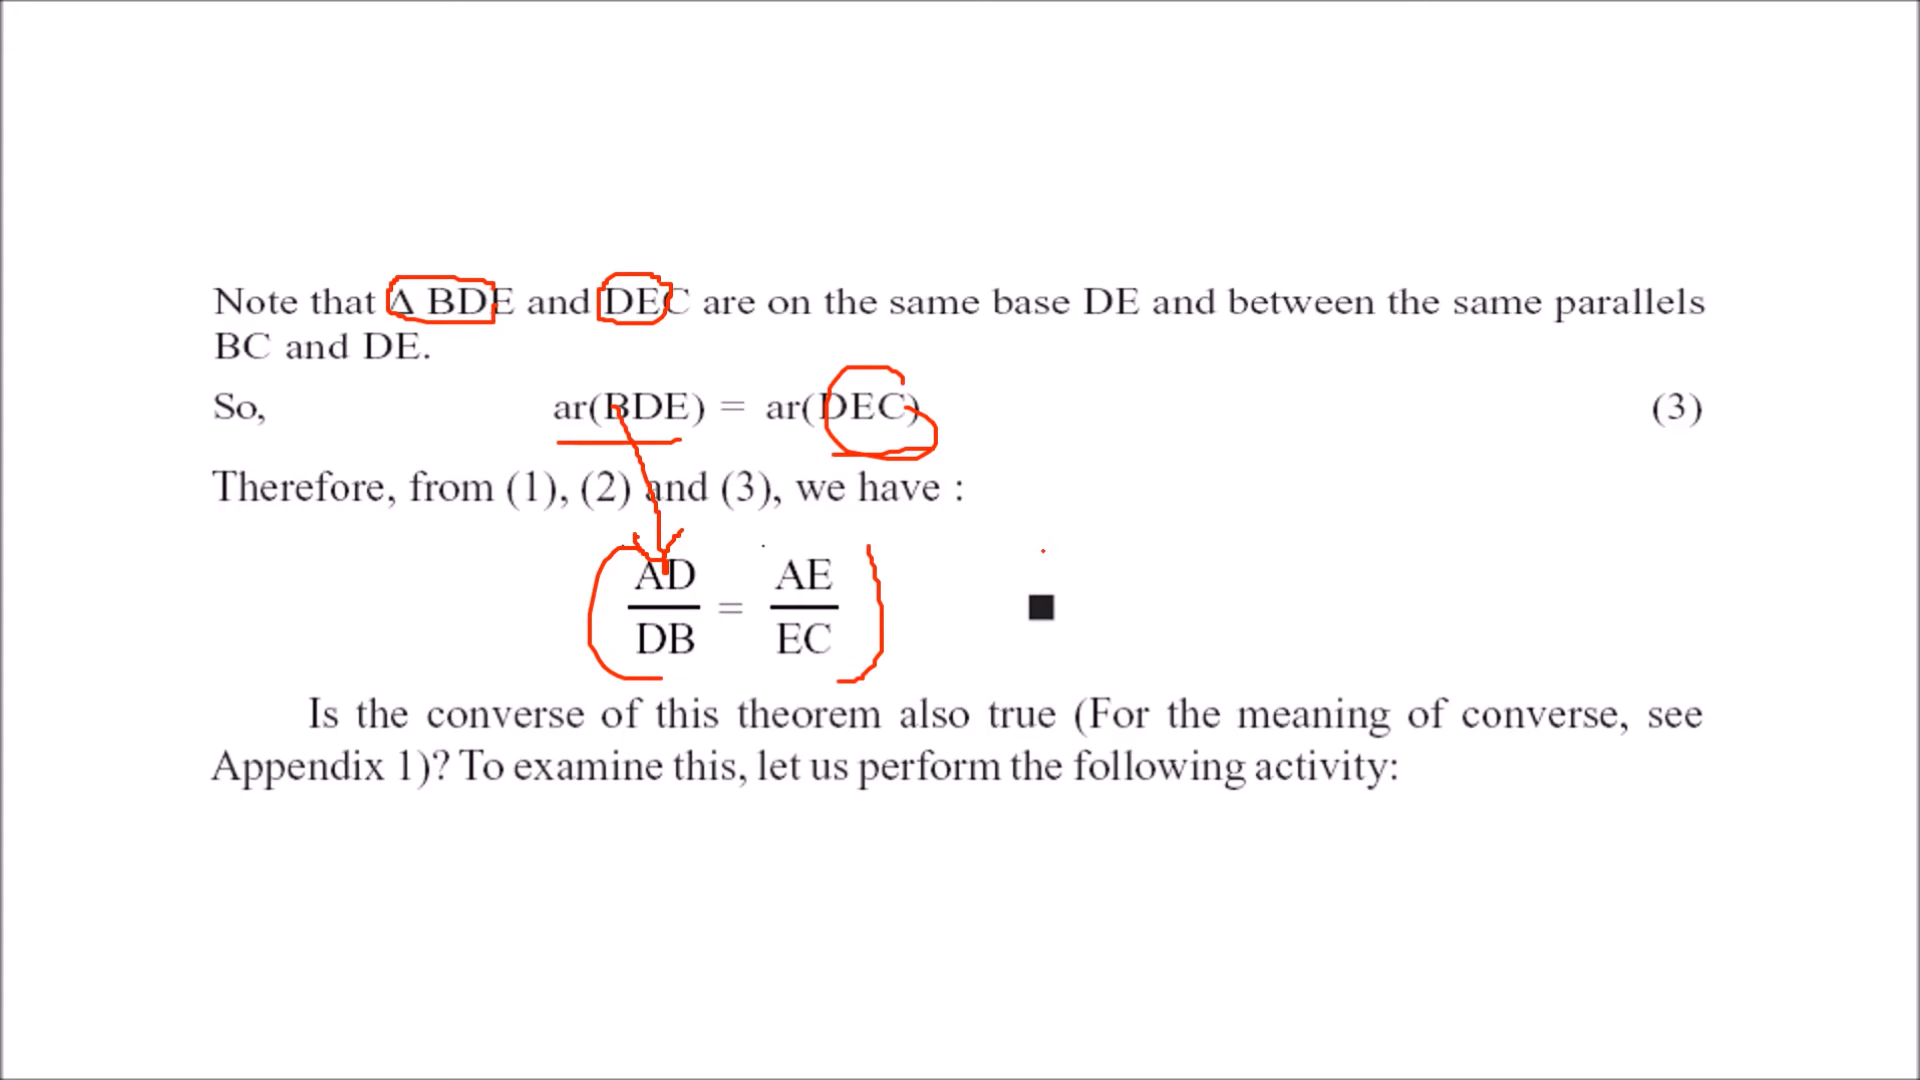 Note that Δ BDE and DEC are on the same base DE and between the same parallels
BC and DE.
So, ar(BDE) = ar(DEC) (3)
Therefore, from (1), (2) and (3), we have :
AD/DB = AE/EC ■
Is the converse of this theorem also true (For the meaning of converse, see
Appendix 1)? To examine this, let us perform the following activity: